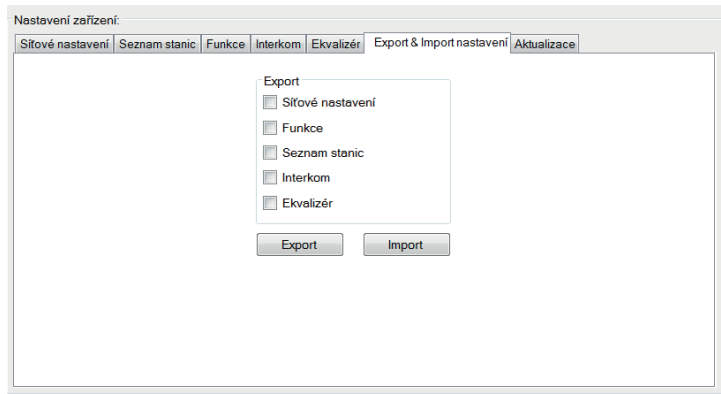 Nastavení zařízení:
Síťové nastavení Seznam stanic Funkce Interkom Ekvalizér Export & Import nastavení Aktualizace
Export
Síťové nastavení
Funkce
Seznam stanic
Interkom
Ekvalizér
Export Import